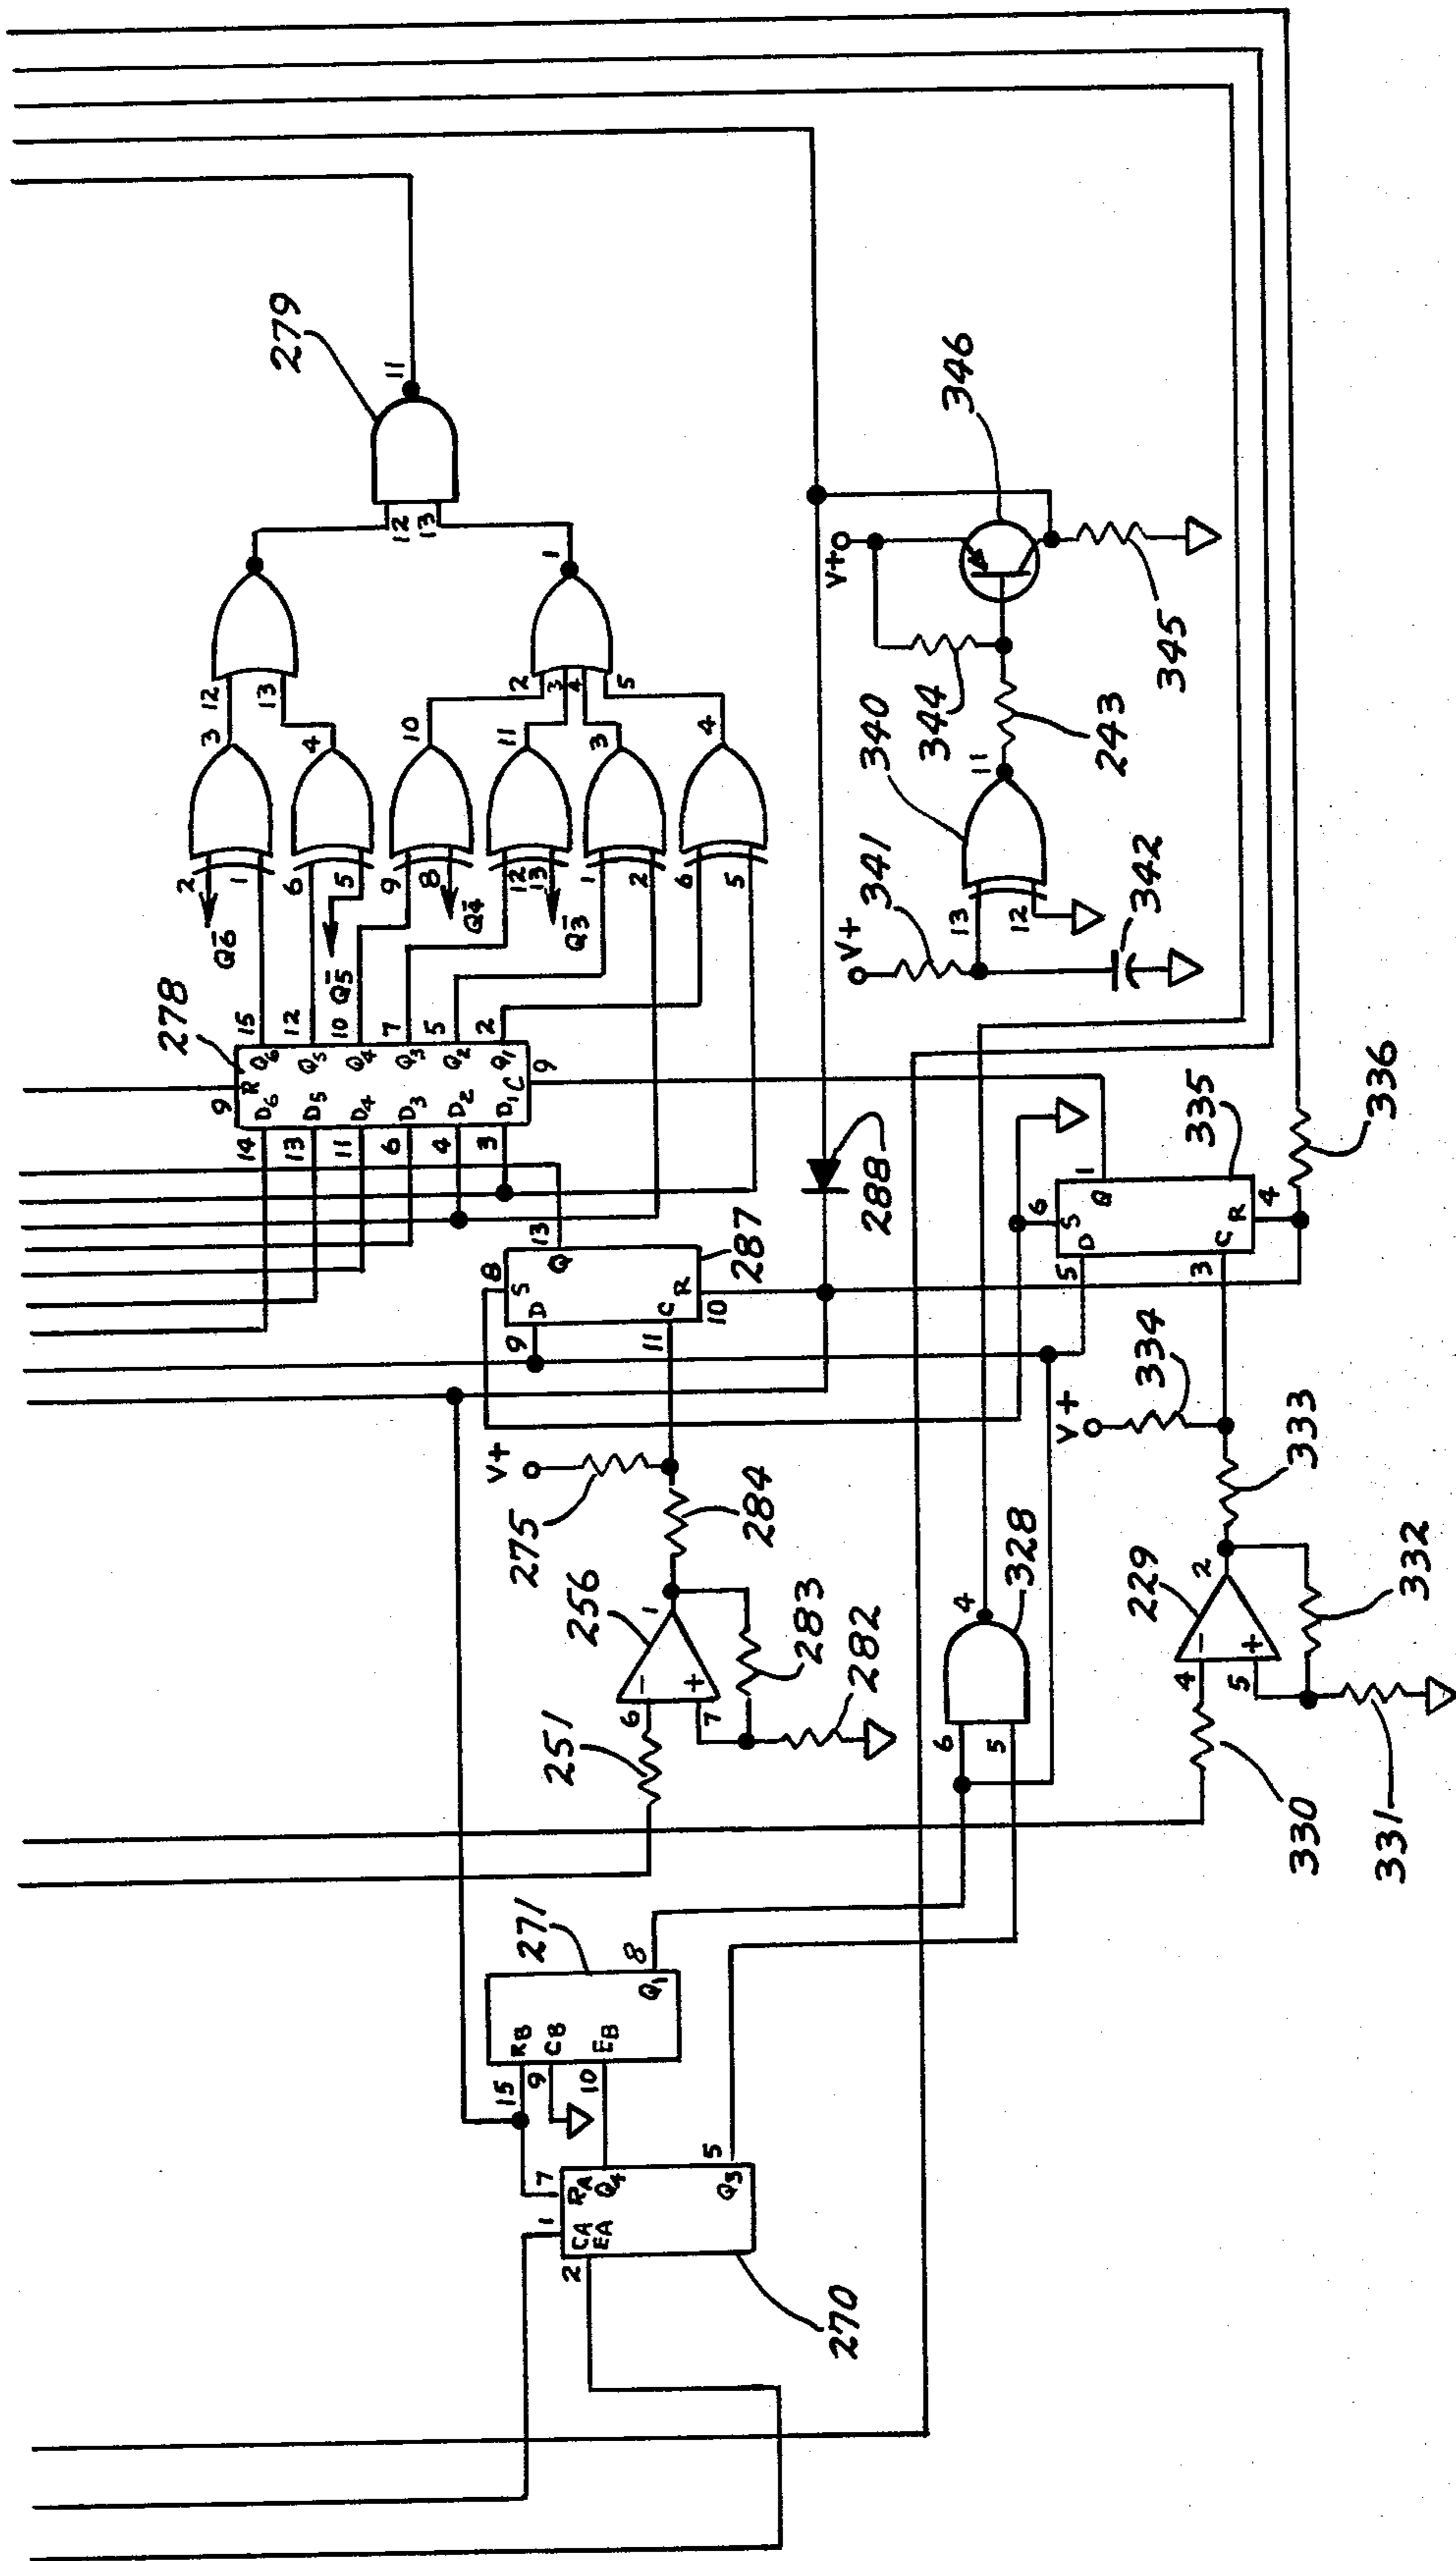 279
11
12
13
1
12
13
2
3
4
5
3
4
10
11
3
4
2
1
6
5
9
8
12
13
1
2
6
5
Q̅6
Q̅5
Q̅4
Q̅3
278
15
12
10
7
5
2
9
R
Q6
Q5
Q4
Q3
Q2
Q1
C
9
D6
D5
D4
D3
D2
D1
14
13
11
6
4
3
346
V+
345
344
243
340
11
341
V+
13
12
342
288
287
13
Q
8
S
D
C
R
9
11
10
335
336
1
Q
6
S
D
C
R
4
5
3
V+
275
284
256
1
6
7
−
+
283
282
251
V+
334
333
328
4
6
5
229
2
−
+
4
5
332
330
331
271
8
Q1
RB
CB
EB
15
9
10
7
1
RA
Q4
CA
EA
Q3
5
2
270